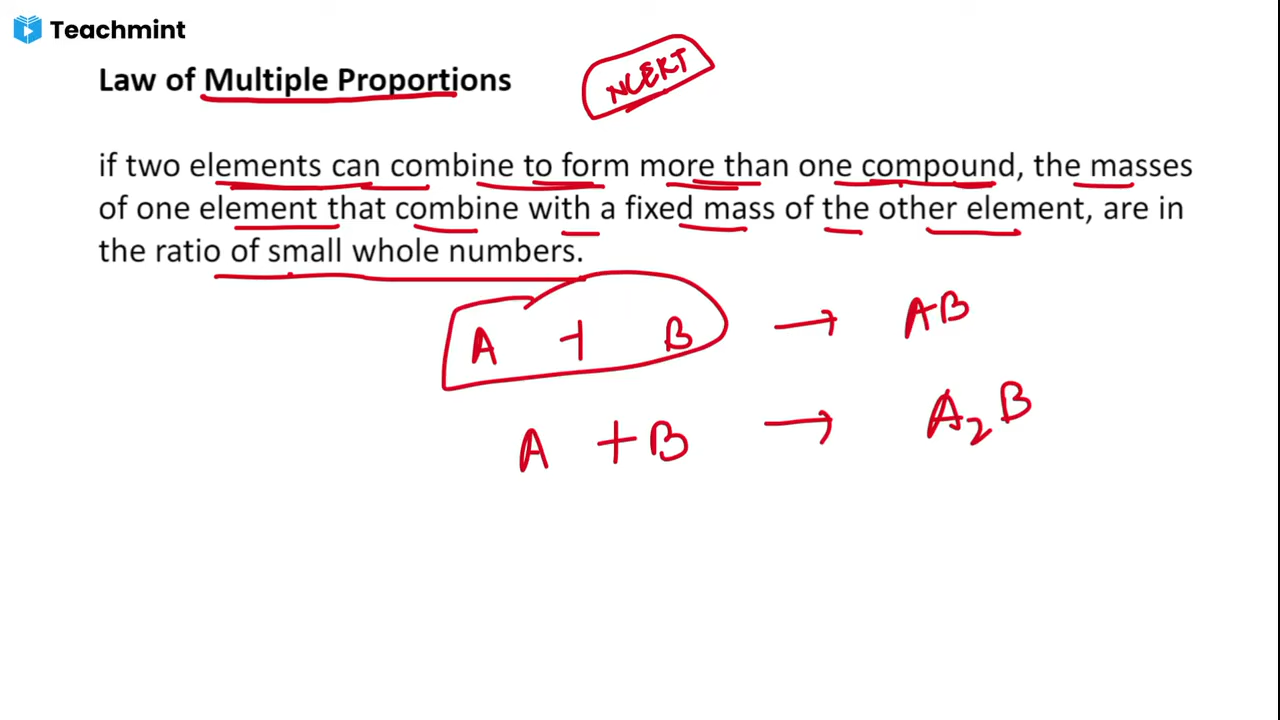 Teachmint
Law of Multiple Proportions
NCERT
if two elements can combine to form more than one compound, the masses
of one element that combine with a fixed mass of the other element, are in
the ratio of small whole numbers.
A + B → AB
A + B → A₂B